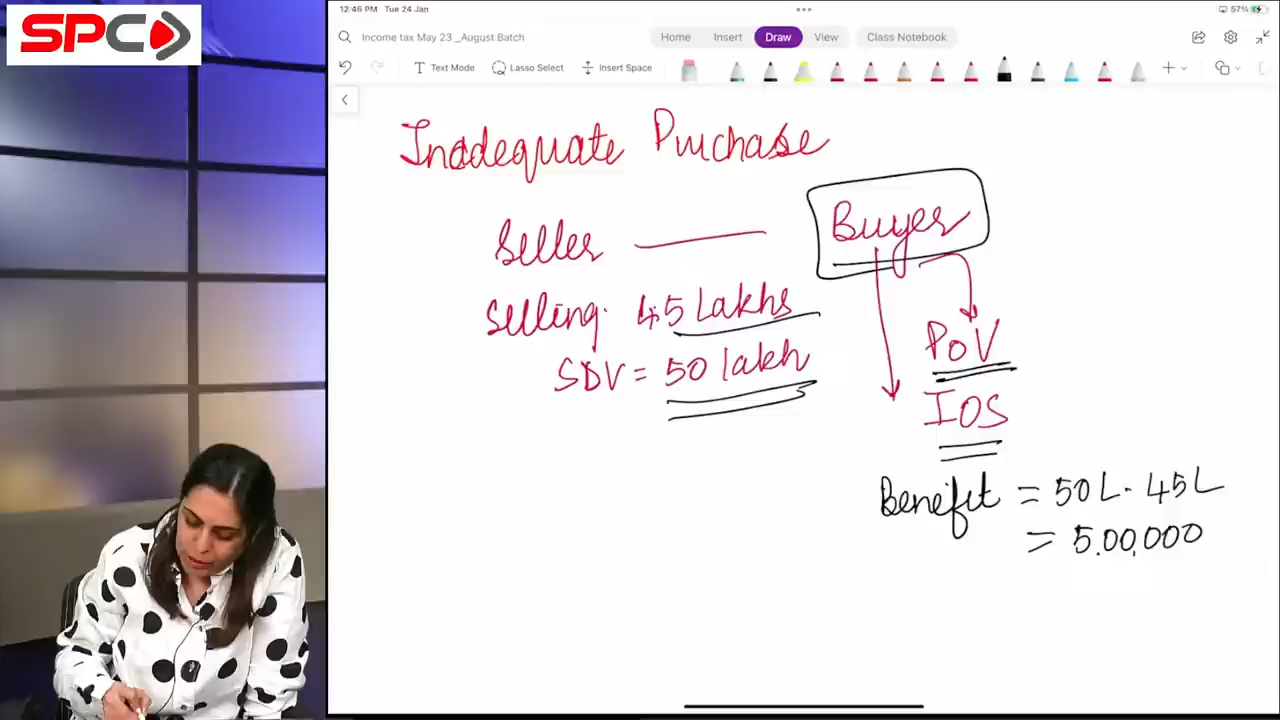 SPC
12:46 PM Tue 24 Jan
57%
Income tax May 23 _August Batch
Home Insert Draw View Class Notebook
Text Mode Lasso Select Insert Space
Inadequate Purchase
Seller Buyer
Selling. 45 Lakhs
SDV = 50 lakh
POV
IOS
Benefit = 50L - 45L
= 5,00,000